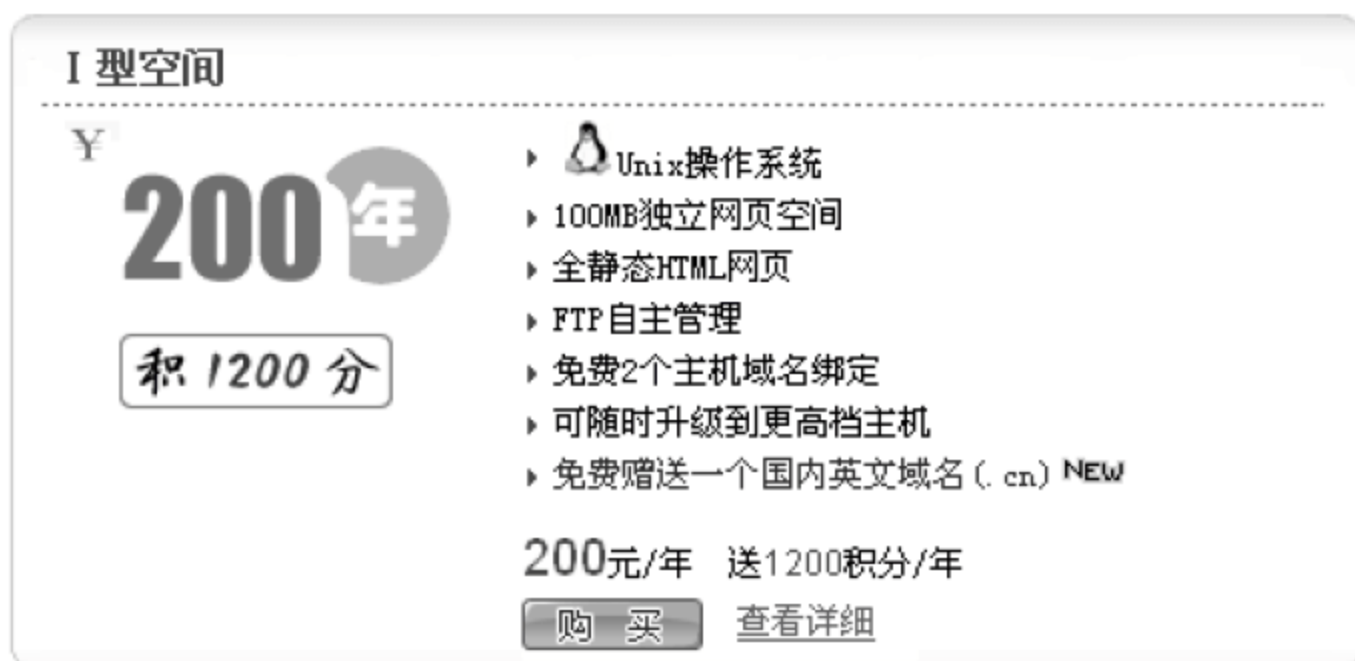 I 型空间
¥
200 年
积 1200 分
Unix操作系统
100MB独立网页空间
全静态HTML网页
FTP自主管理
免费2个主机域名绑定
可随时升级到更高档主机
免费赠送一个国内英文域名(.cn) NEW
200元/年 送1200积分/年
购 买 查看详细